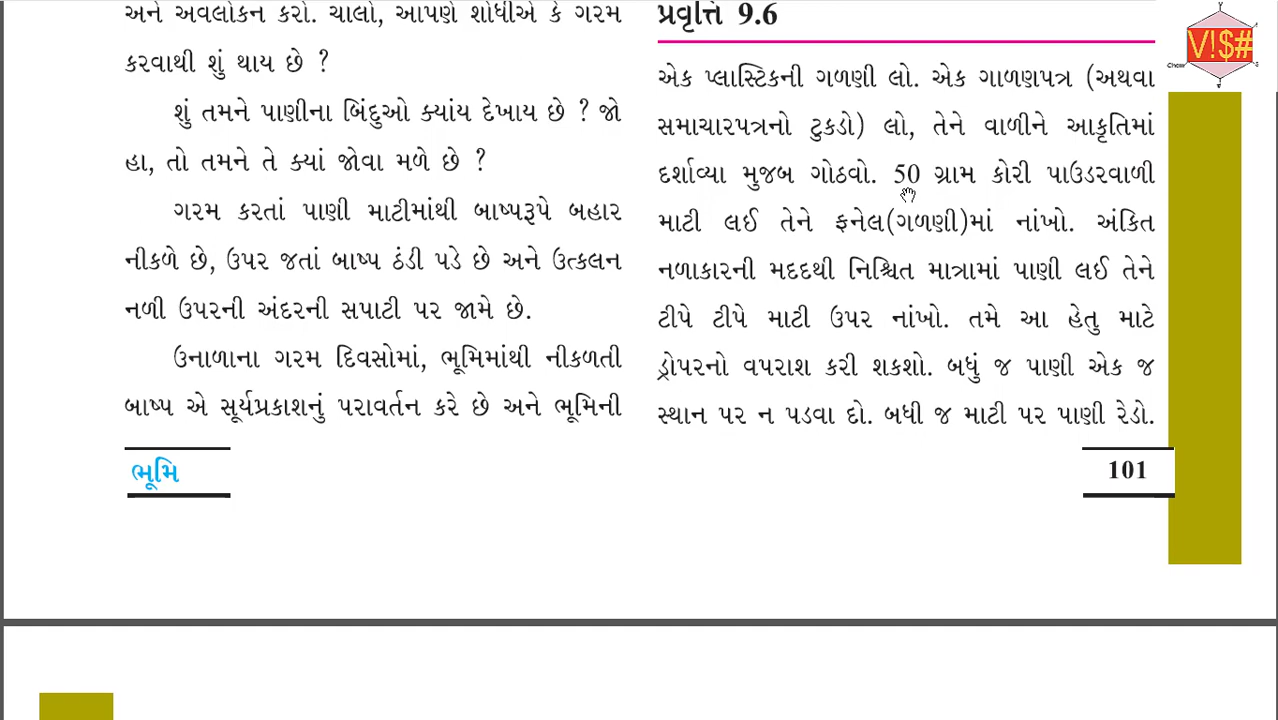 અને અવલોકન કરો. ચાલો, આપણે શોધીએ કે ગરમ
કરવાથી શું થાય છે ?
શું તમને પાણીના બિંદુઓ ક્યાંય દેખાય છે ? જો
હા, તો તમને તે ક્યાં જોવા મળે છે ?
ગરમ કરતાં પાણી માટીમાંથી બાષ્પરૂપે બહાર
નીકળે છે, ઉપર જતાં બાષ્પ ઠંડી પડે છે અને ઉત્કલન
નળી ઉપરની અંદરની સપાટી પર જામે છે.
ઉનાળાના ગરમ દિવસોમાં, ભૂમિમાંથી નીકળતી
બાષ્પ એ સૂર્યપ્રકાશનું પરાવર્તન કરે છે અને ભૂમિની
ભૂમિ
પ્રવૃત્તિ 9.6
એક પ્લાસ્ટિકની ગળણી લો. એક ગાળણપત્ર (અથવા
સમાચારપત્રનો ટુકડો) લો, તેને વાળીને આકૃતિમાં
દર્શાવ્યા મુજબ ગોઠવો. 50 ગ્રામ કોરી પાઉડરવાળી
માટી લઈ તેને ફનેલ(ગળણી)માં નાંખો. અંકિત
નળાકારની મદદથી નિશ્ચિત માત્રામાં પાણી લઈ તેને
ટીપે ટીપે માટી ઉપર નાંખો. તમે આ હેતુ માટે
ડ્રોપરનો વપરાશ કરી શકશો. બધું જ પાણી એક જ
સ્થાન પર ન પડવા દો. બધી જ માટી પર પાણી રેડો.
101
V!$#